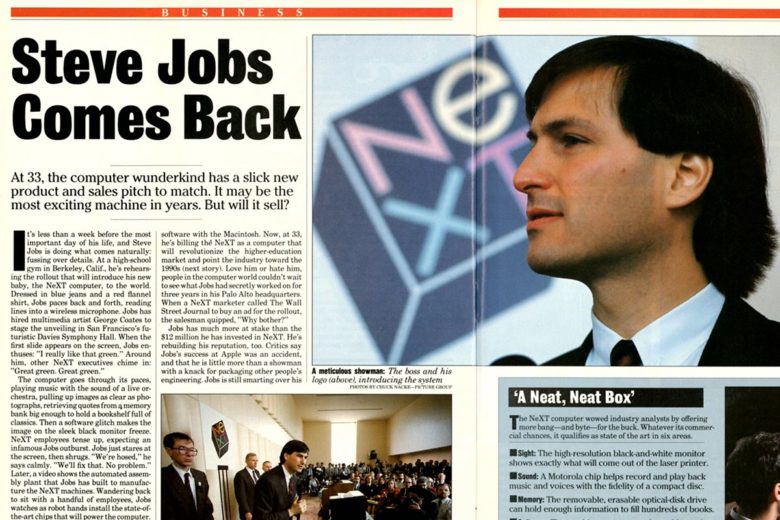 BUSINESS
Steve Jobs
Comes Back
At 33, the computer wunderkind has a slick new
product and sales pitch to match. It may be the
most exciting machine in years. But will it sell?
It's less than a week before the most
important day of his life, and Steve
Jobs is doing what comes naturally:
fussing over details. At a high-school
gym in Berkeley, Calif., he's rehears-
ing the rollout that will introduce his new
baby, the NeXT computer, to the world.
Dressed in blue jeans and a red flannel
shirt, Jobs paces back and forth, reading
lines into a wireless microphone. Jobs has
hired multimedia artist George Coates to
stage the unveiling in San Francisco's fu-
turistic Davies Symphony Hall. When the
first slide appears on the screen, Jobs en-
thuses: "I really like that green." Around
him, other NeXT executives chime in:
"Great green. Great green."
The computer goes through its paces,
playing music with the sound of a live or-
chestra, pulling up images as clear as pho-
tographs, retrieving quotes from a memory
bank big enough to hold a bookshelf full of
classics. Then a software glitch makes the
image on the sleek black monitor freeze.
NeXT employees tense up, expecting an
infamous Jobs outburst. Jobs just stares at
the screen, then shrugs. "We're hosed," he
says calmly. "We'll fix that. No problem."
Later, a video shows the automated assem-
bly plant that Jobs has built to manufac-
ture the NeXT machines. Wandering back
to sit with a handful of employees, Jobs
watches as robot hands install the state-of-
the-art chips that will power the computer.
software with the Macintosh. Now, at 33,
he's billing the NeXT as a computer that
will revolutionize the higher-education
market and point the industry toward the
1990s (next story). Love him or hate him,
people in the computer world couldn't wait
to see what Jobs had secretly worked on for
three years in his Palo Alto headquarters.
When a NeXT marketer called The Wall
Street Journal to buy an ad for the rollout,
the salesman quipped, "Why bother?"
Jobs has much more at stake than the
$12 million he has invested in NeXT. He's
rebuilding his reputation, too. Critics say
Jobs's success at Apple was an accident,
and that he is little more than a showman
with a knack for packaging other people's
engineering. Jobs is still smarting over his
NeXT
A meticulous showman: The boss and his
logo (above), introducing the system
PHOTOS BY CHUCK NACKE—PICTURE GROUP
'A Neat, Neat Box'
The NeXT computer wowed industry analysts by offering
more bang—and byte—for the buck. Whatever its commer-
cial chances, it qualifies as state of the art in six areas.
Sight: The high-resolution black-and-white monitor
shows exactly what will come out of the laser printer.
Sound: A Motorola chip helps record and play back
music and voices with the fidelity of a compact disc.
Memory: The removable, erasable optical-disk drive
can hold enough information to fill hundreds of books.